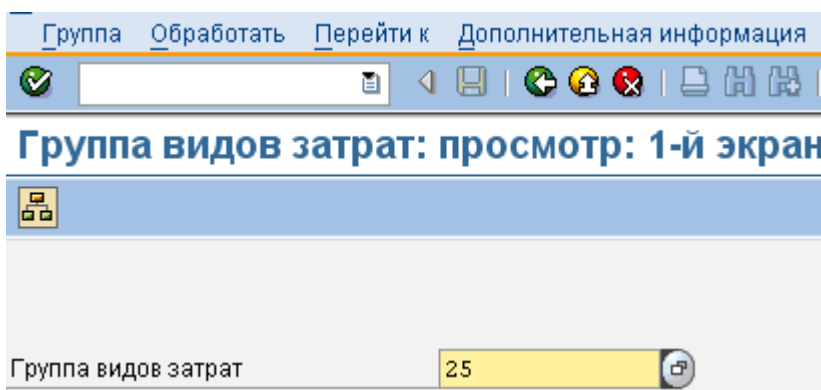 Группа Обработать Перейти к Дополнительная информация
Группа видов затрат: просмотр: 1-й экран
Группа видов затрат 25